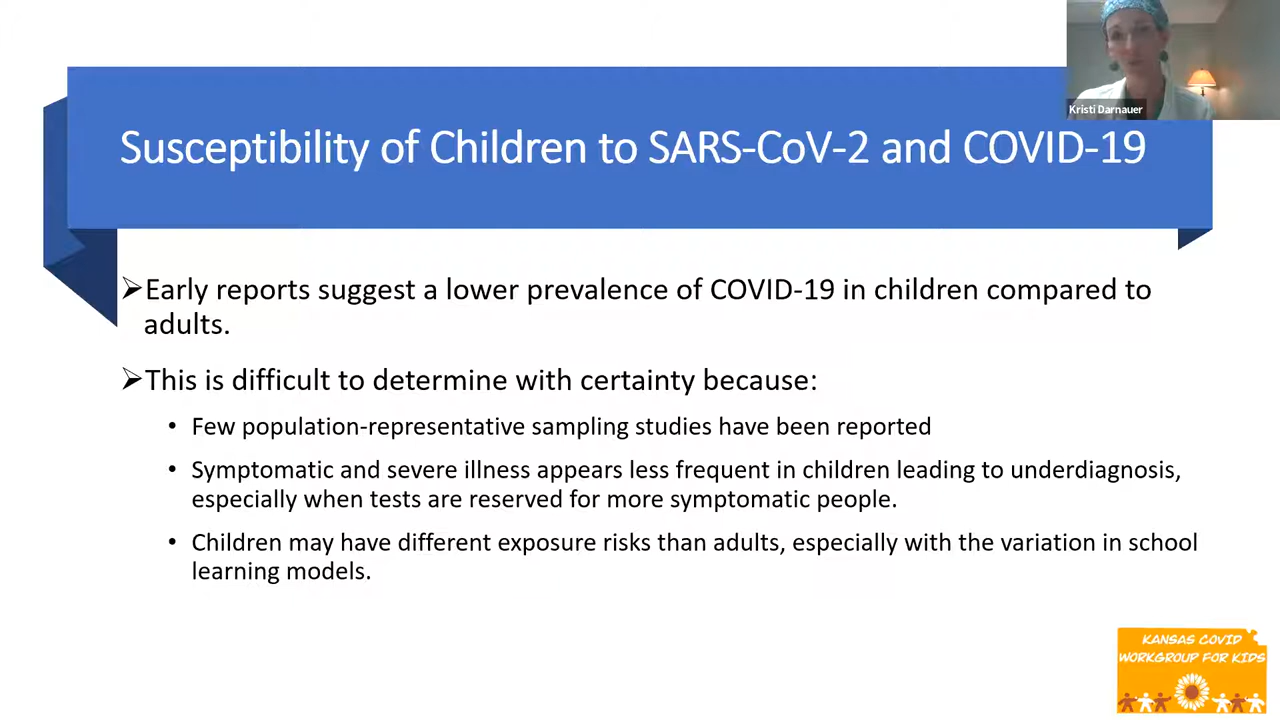 Kristi Darnauer
Susceptibility of Children to SARS-CoV-2 and COVID-19
➢Early reports suggest a lower prevalence of COVID-19 in children compared to
adults.
➢This is difficult to determine with certainty because:
• Few population-representative sampling studies have been reported
• Symptomatic and severe illness appears less frequent in children leading to underdiagnosis,
especially when tests are reserved for more symptomatic people.
• Children may have different exposure risks than adults, especially with the variation in school
learning models.
KANSAS COVID
WORKGROUP FOR KIDS